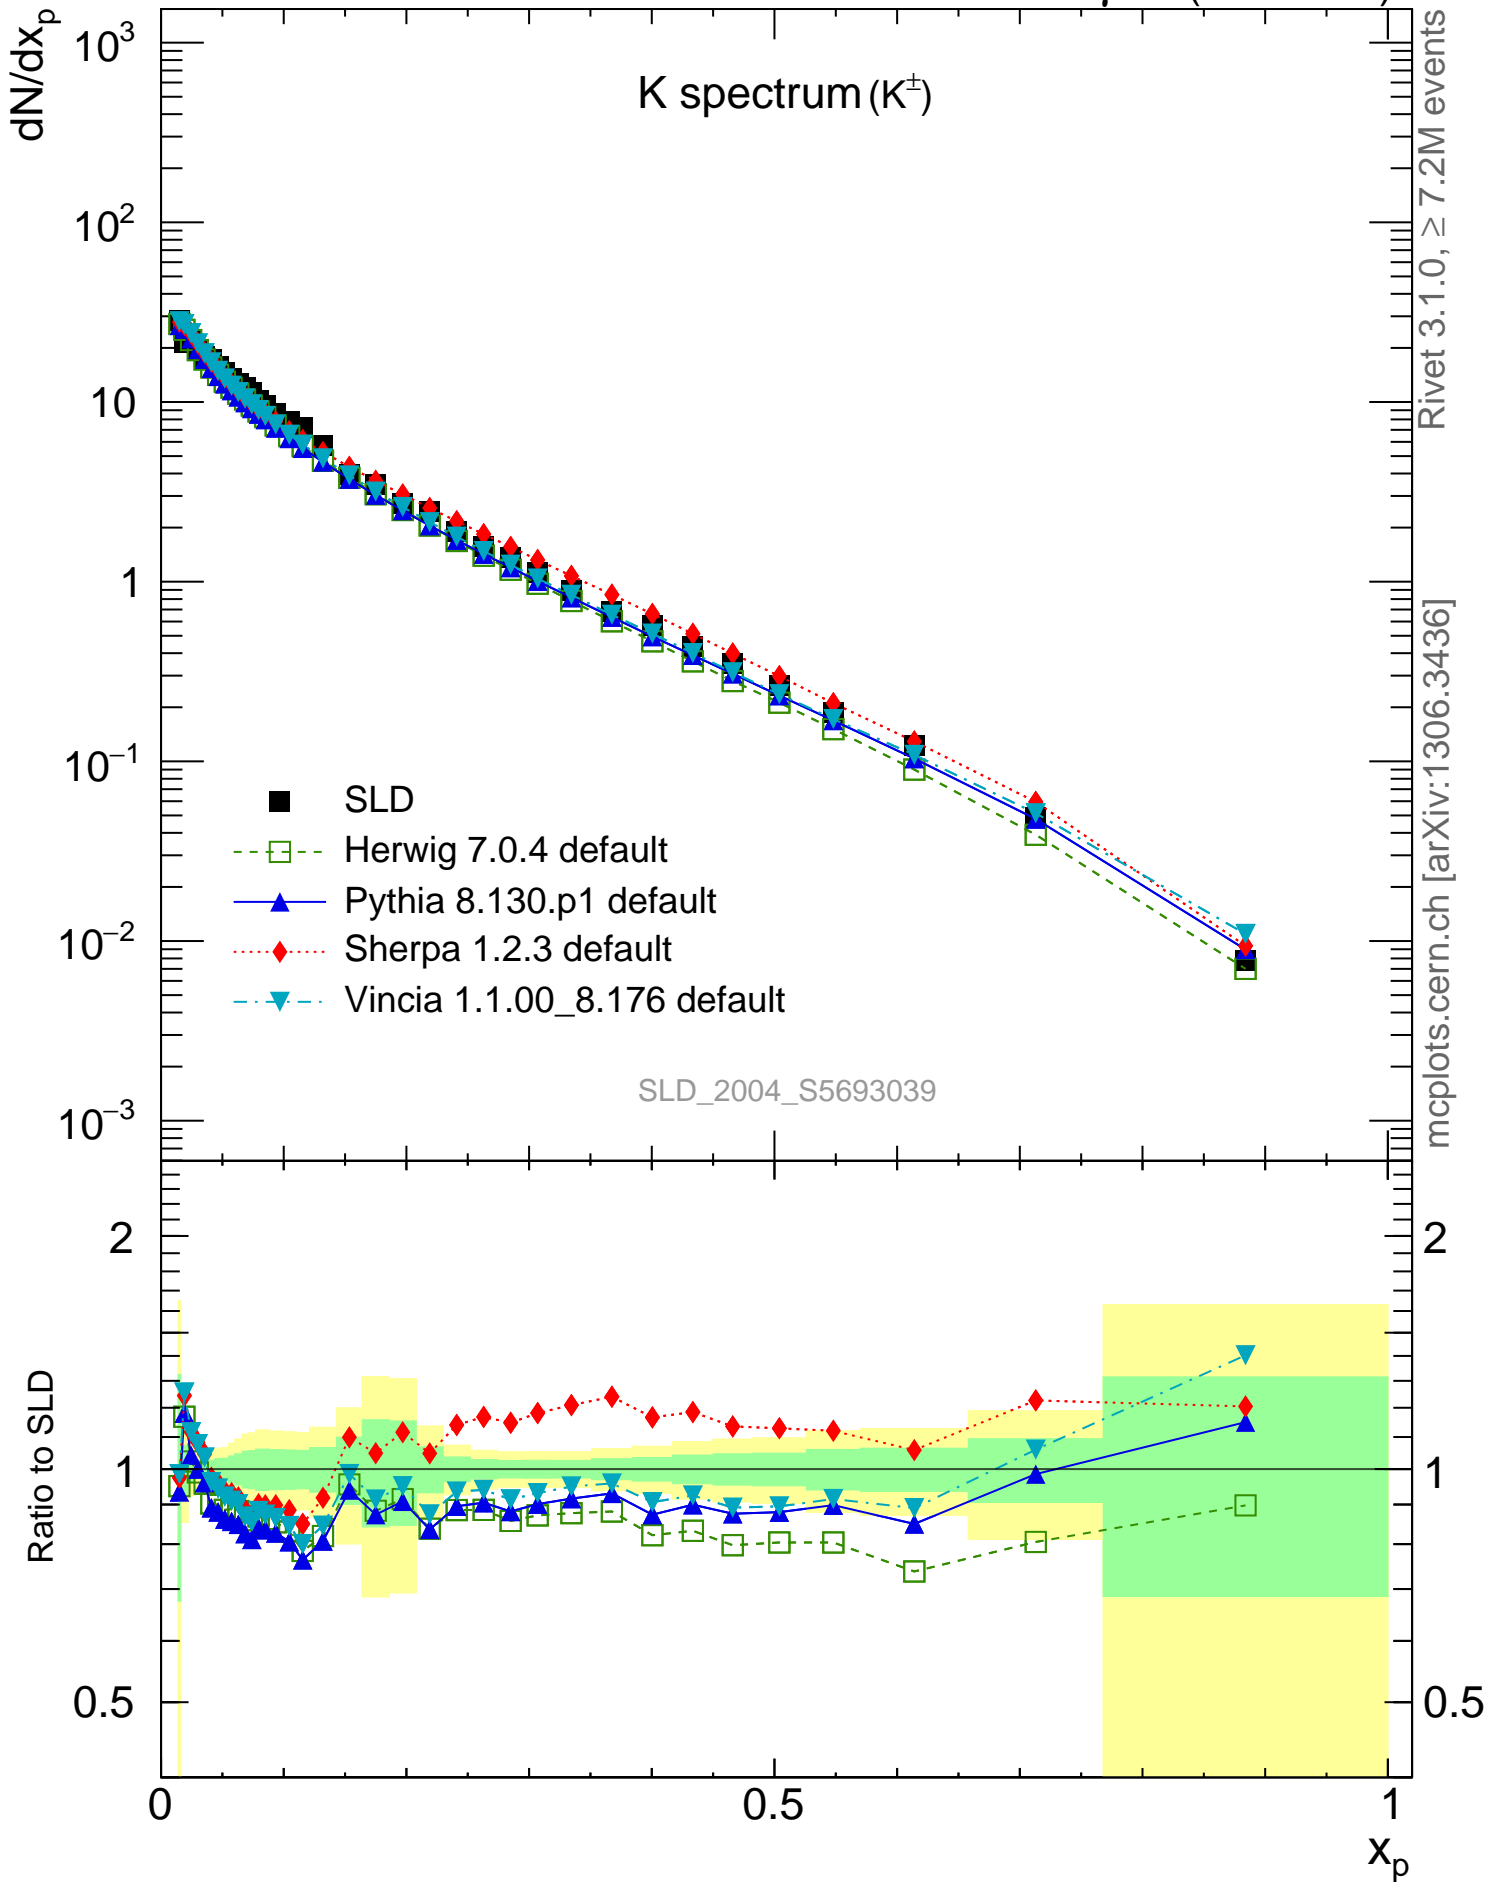 dN/dx_p
K spectrum (K^±)
10^3
10^2
10
1
10^−1
10^−2
10^−3
SLD
Herwig 7.0.4 default
Pythia 8.130.p1 default
Sherpa 1.2.3 default
Vincia 1.1.00_8.176 default
SLD_2004_S5693039
Rivet 3.1.0, ≥ 7.2M events
mcplots.cern.ch [arXiv:1306.3436]
Ratio to SLD
2
1
0.5
2
1
0.5
0
0.5
1
x_p